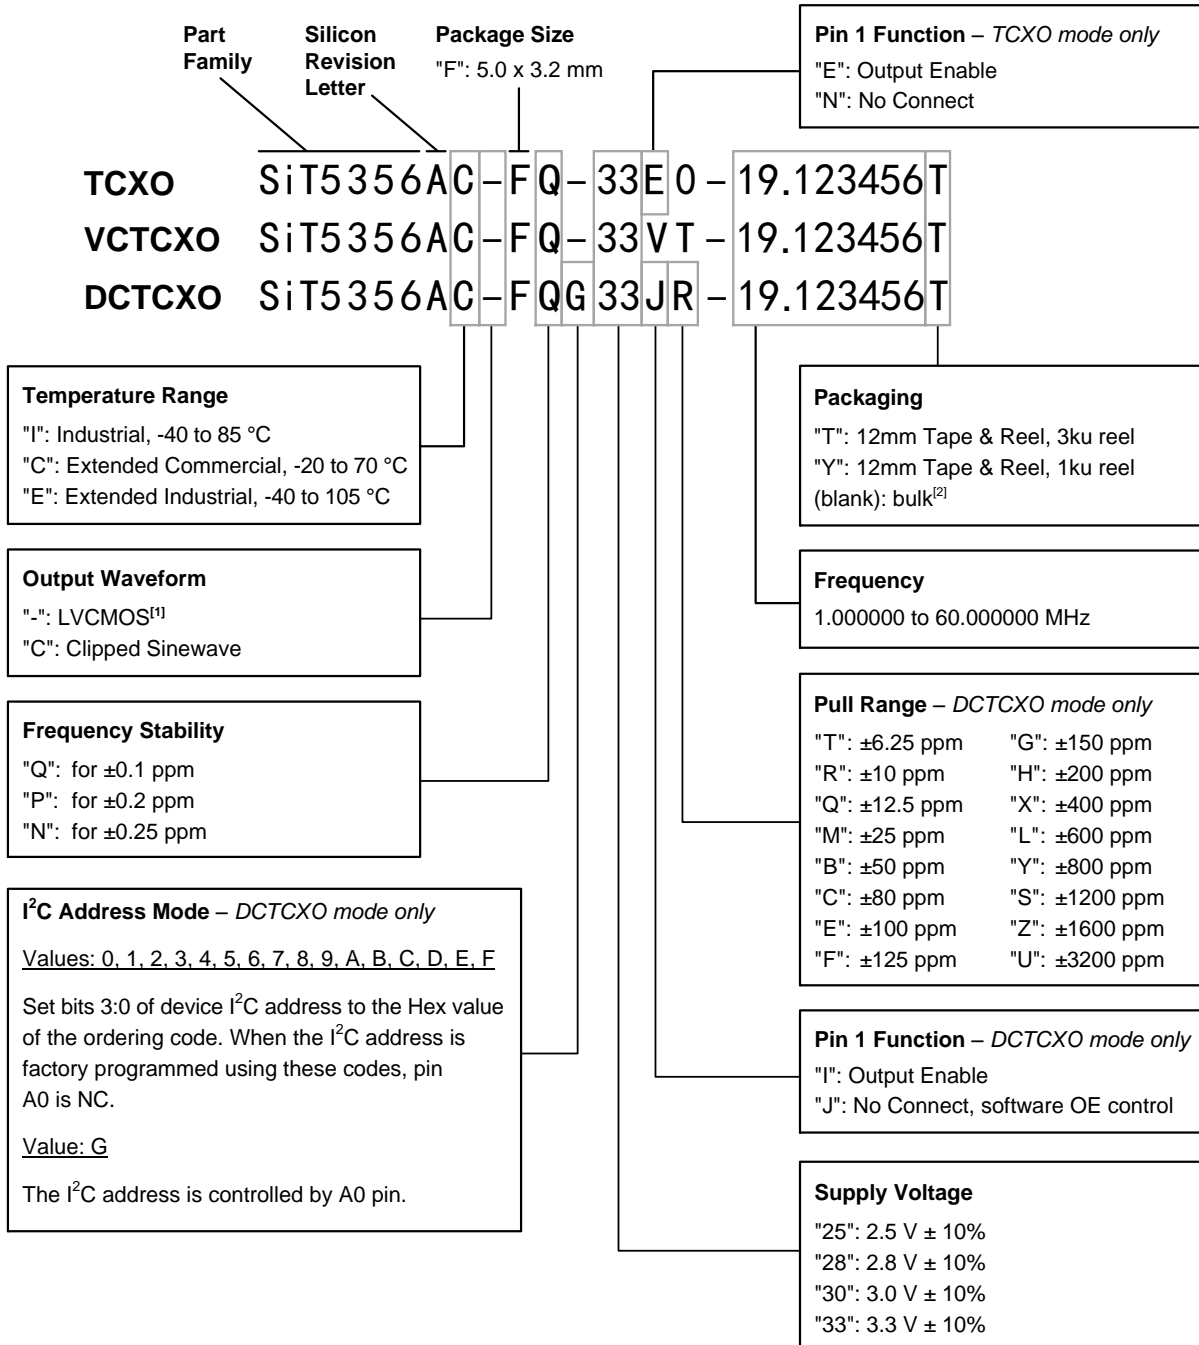 Part
Family
Silicon
Revision
Letter
Package Size
"F": 5.0 x 3.2 mm
Pin 1 Function – TCXO mode only
"E": Output Enable
"N": No Connect
TCXO SiT5356AC-FQ-33E0-19.123456T
VCTCXO SiT5356AC-FQ-33VT-19.123456T
DCTCXO SiT5356AC-FQG33JR-19.123456T
Temperature Range
"I": Industrial, -40 to 85 °C
"C": Extended Commercial, -20 to 70 °C
"E": Extended Industrial, -40 to 105 °C
Output Waveform
"-": LVCMOS[1]
"C": Clipped Sinewave
Frequency Stability
"Q": for ±0.1 ppm
"P": for ±0.2 ppm
"N": for ±0.25 ppm
I²C Address Mode – DCTCXO mode only
Values: 0, 1, 2, 3, 4, 5, 6, 7, 8, 9, A, B, C, D, E, F
Set bits 3:0 of device I²C address to the Hex value
of the ordering code. When the I²C address is
factory programmed using these codes, pin
A0 is NC.
Value: G
The I²C address is controlled by A0 pin.
Packaging
"T": 12mm Tape & Reel, 3ku reel
"Y": 12mm Tape & Reel, 1ku reel
(blank): bulk[2]
Frequency
1.000000 to 60.000000 MHz
Pull Range – DCTCXO mode only
"T": ±6.25 ppm "G": ±150 ppm
"R": ±10 ppm "H": ±200 ppm
"Q": ±12.5 ppm "X": ±400 ppm
"M": ±25 ppm "L": ±600 ppm
"B": ±50 ppm "Y": ±800 ppm
"C": ±80 ppm "S": ±1200 ppm
"E": ±100 ppm "Z": ±1600 ppm
"F": ±125 ppm "U": ±3200 ppm
Pin 1 Function – DCTCXO mode only
"I": Output Enable
"J": No Connect, software OE control
Supply Voltage
"25": 2.5 V ± 10%
"28": 2.8 V ± 10%
"30": 3.0 V ± 10%
"33": 3.3 V ± 10%